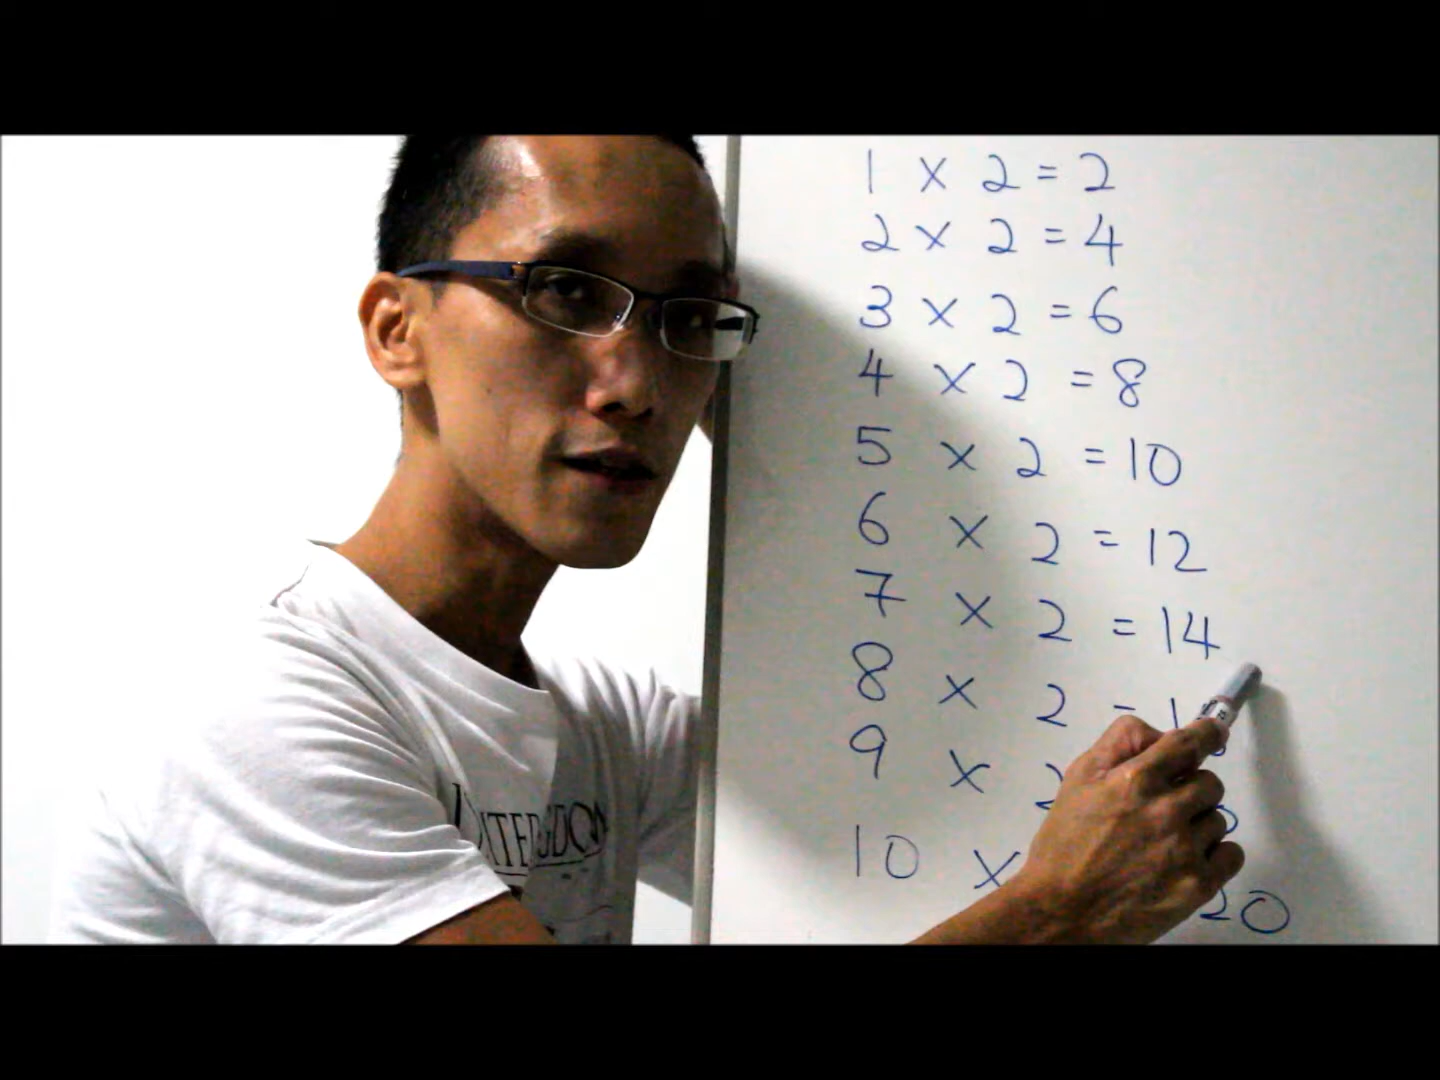 1 x 2 = 2
2 x 2 = 4
3 x 2 = 6
4 x 2 = 8
5 x 2 = 10
6 x 2 = 12
7 x 2 = 14
8 x 2 =
9 x 2
10 x
20